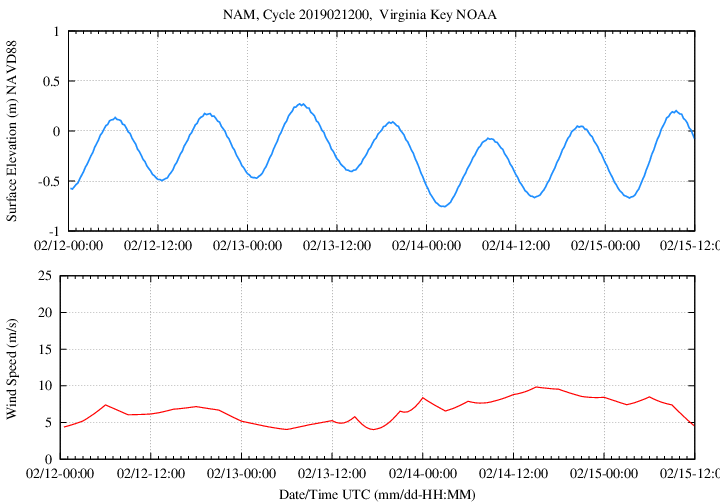 NAM, Cycle 2019021200,  Virginia Key NOAA
Surface Elevation (m) NAVD88
1
0.5
0
-0.5
-1
02/12-00:00 02/12-12:00 02/13-00:00 02/13-12:00 02/14-00:00 02/14-12:00 02/15-00:00 02/15-12:0
Wind Speed (m/s)
25
20
15
10
5
0
02/12-00:00 02/12-12:00 02/13-00:00 02/13-12:00 02/14-00:00 02/14-12:00 02/15-00:00 02/15-12:0
Date/Time UTC (mm/dd-HH:MM)